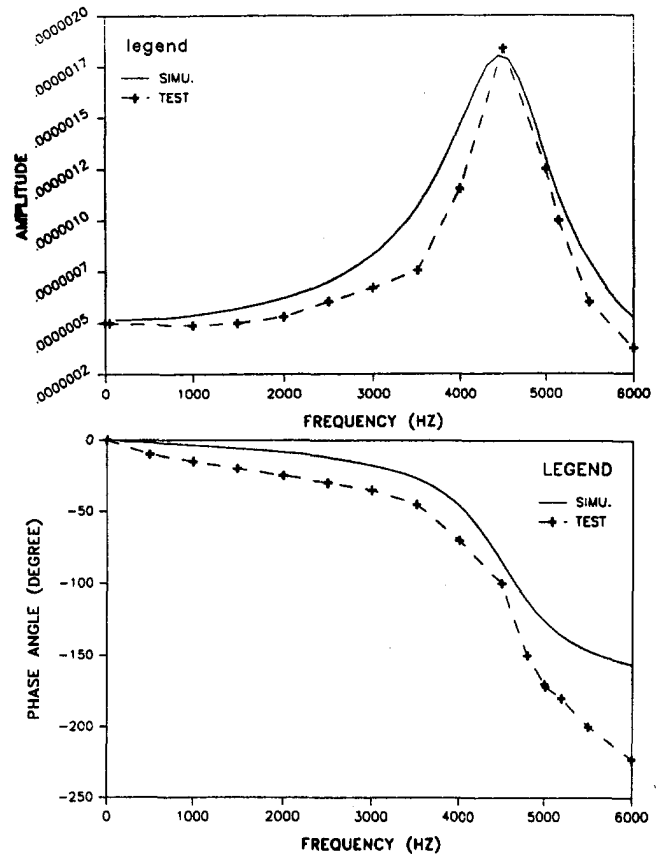 .0000020
.0000017
.0000015
.0000012
.0000010
.0000007
.0000005
.0000002
AMPLITUDE
legend
SIMU.
TEST
0 1000 2000 3000 4000 5000 6000
FREQUENCY (HZ)
0
-50
-100
-150
-200
-250
PHASE ANGLE (DEGREE)
LEGEND
SIMU.
TEST
0 1000 2000 3000 4000 5000 6000
FREQUENCY (HZ)